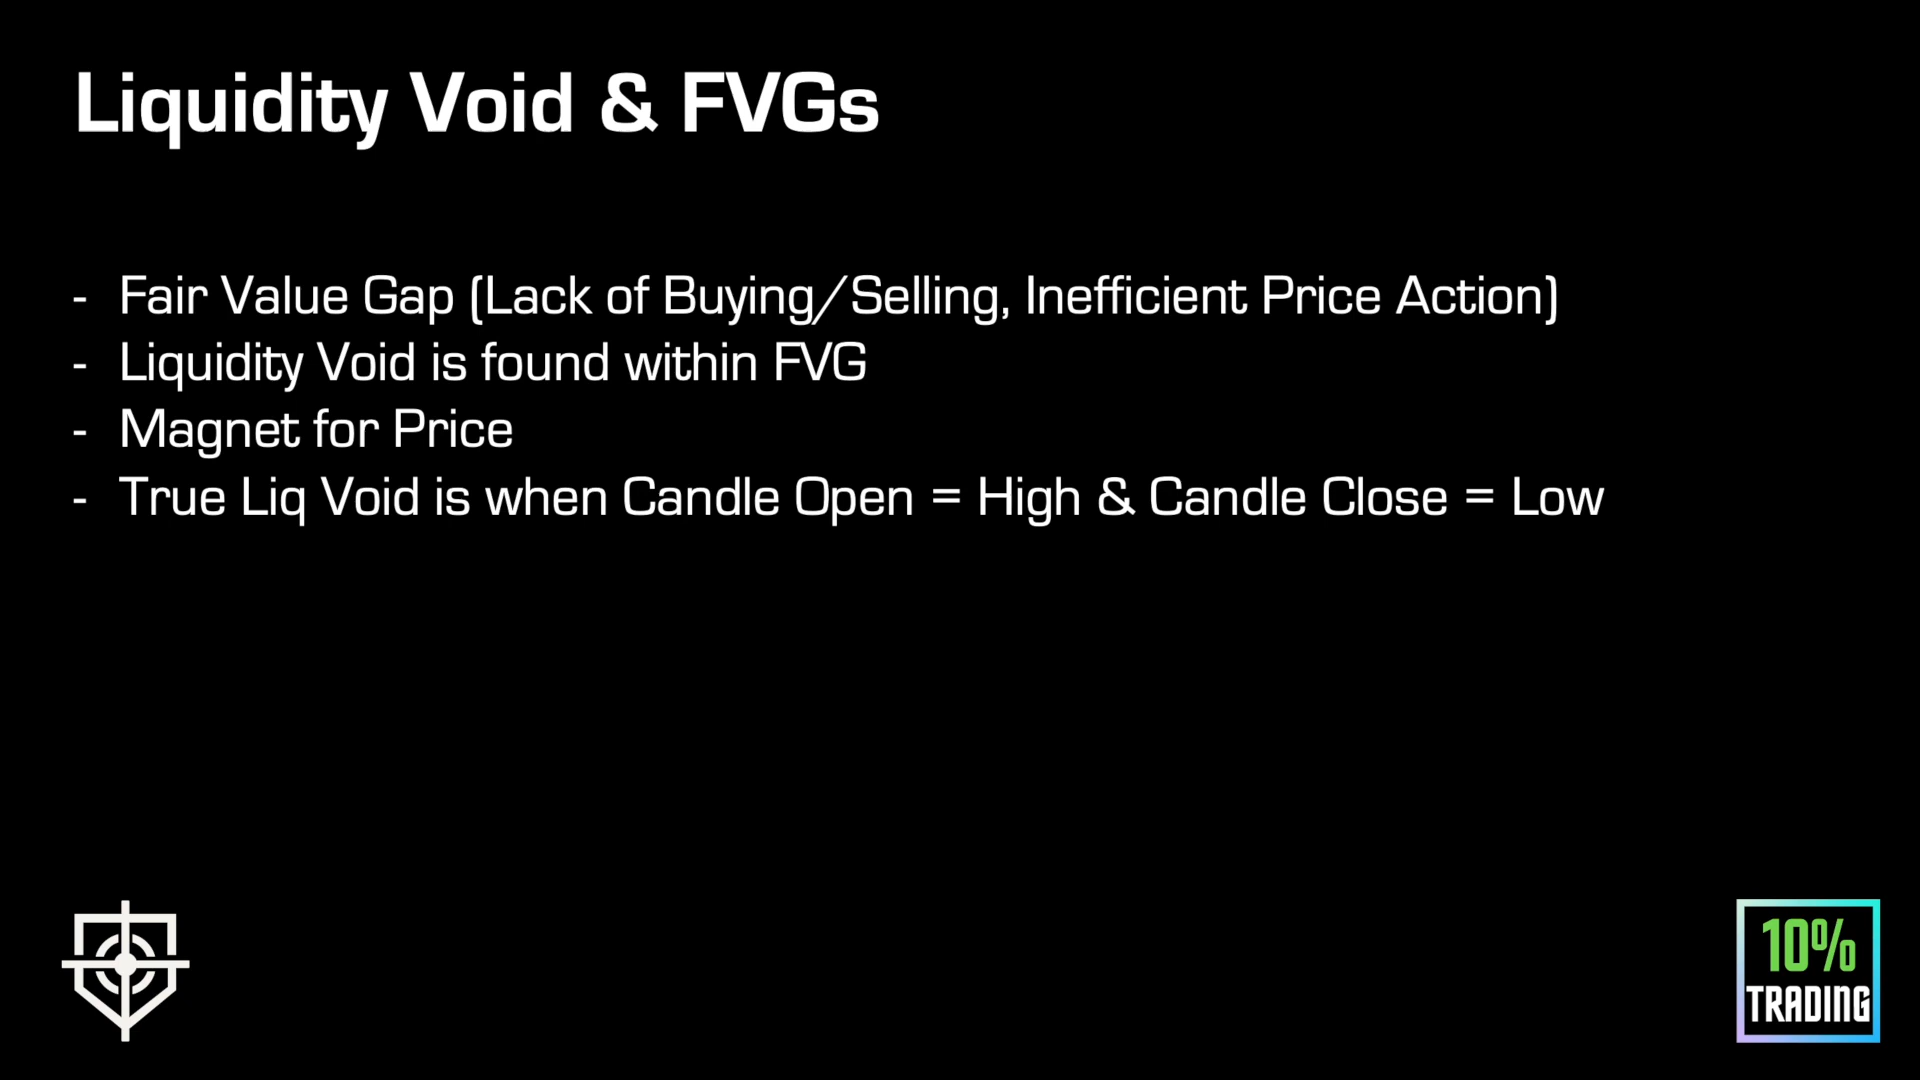 Liquidity Void & FVGs
- Fair Value Gap (Lack of Buying/Selling, Inefficient Price Action)
- Liquidity Void is found within FVG
- Magnet for Price
- True Liq Void is when Candle Open = High & Candle Close = Low
10%
TRADING